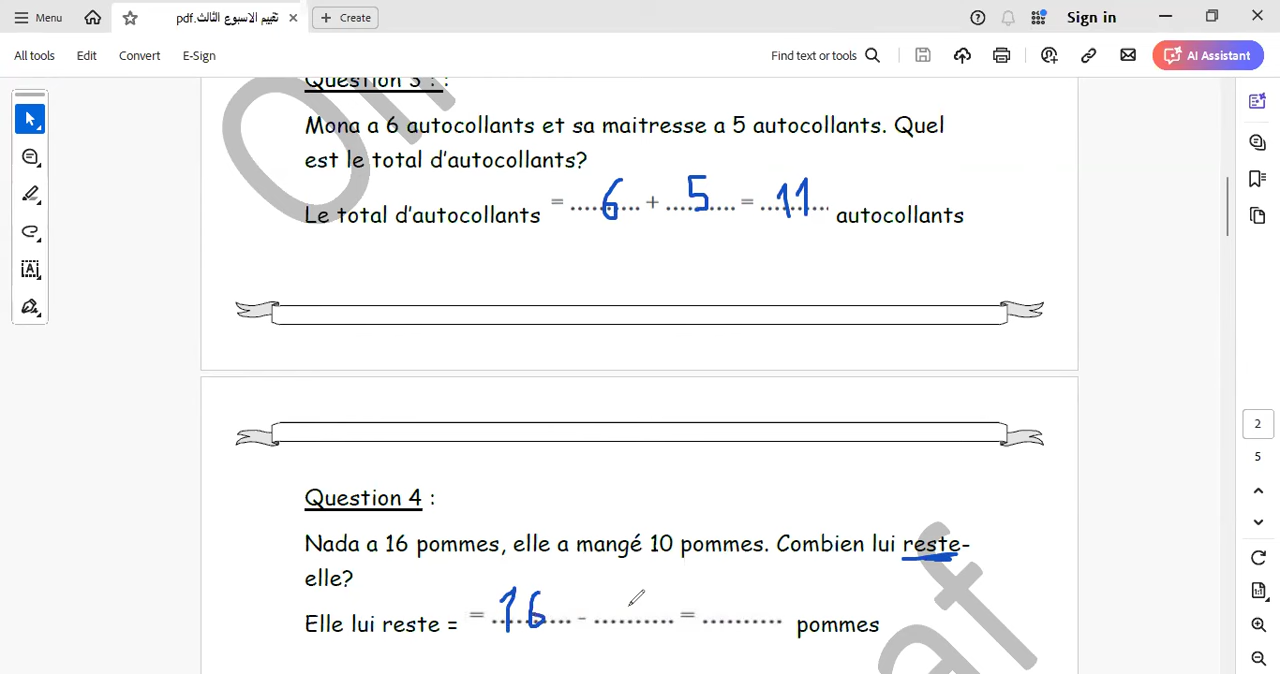 Menu
تقييم الاسبوع الثالث.pdf
Create
Sign in
All tools Edit Convert E-Sign
Find text or tools
AI Assistant
Question 3 : :
Mona a 6 autocollants et sa maitresse a 5 autocollants. Quel
est le total d'autocollants?
Le total d'autocollants = 6 + 5 = 11 autocollants
Question 4 :
Nada a 16 pommes, elle a mangé 10 pommes. Combien lui reste-
elle?
Elle lui reste = = 16 - ............ = ............ pommes
2
5